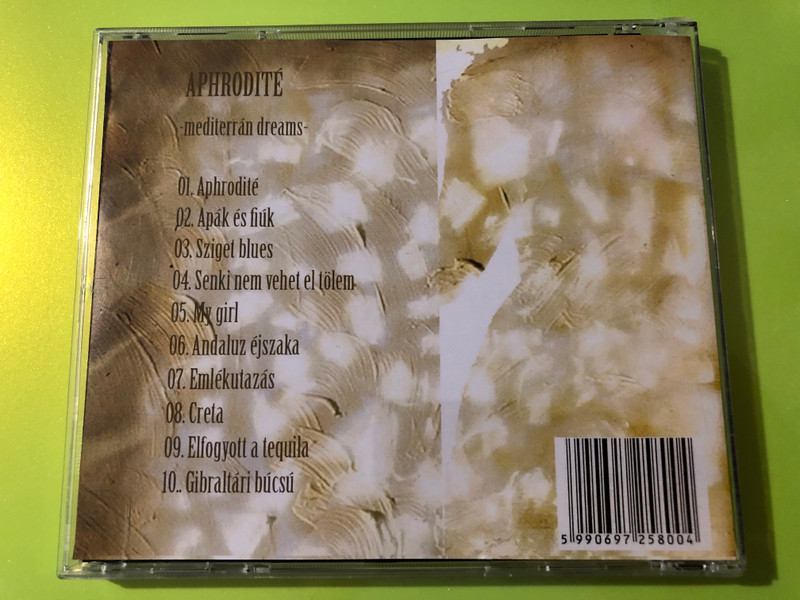 APHRODITÉ
-mediterrán dreams-
01. Aphrodité
02. Apák és fiúk
03. Sziget blues
04. Senki nem vehet el tõlem
05. My girl
06. Andaluz éjszaka
07. Emlékutazás
08. Creta
09. Elfogyott a tequila
10.. Gibraltári búcsú
5 990697 258004